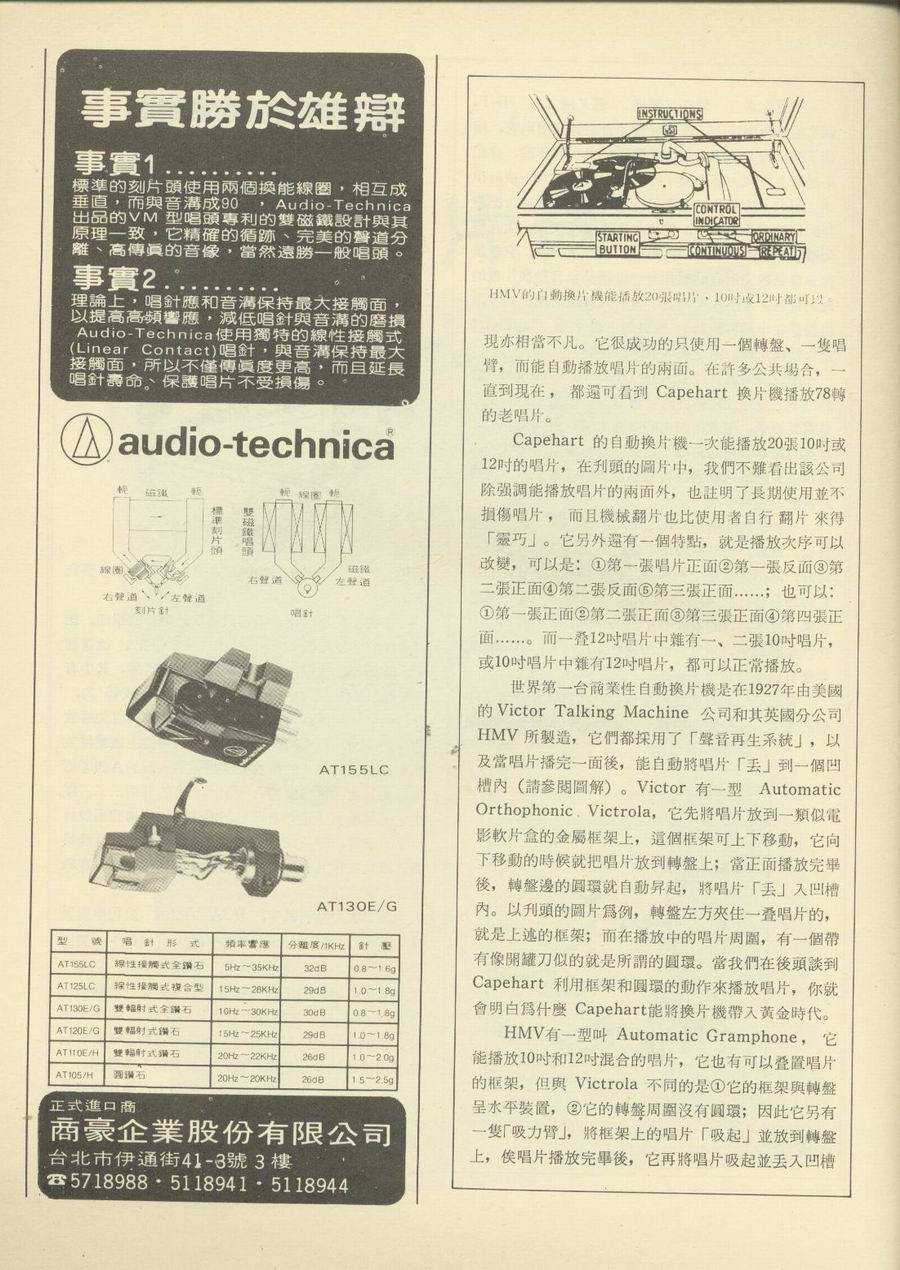 事實勝於雄辯
事實1..........
標準的刻片頭使用兩個換能線圈，相互成
垂直，而與音溝成90 ，Audio-Technica
出品的VM 型唱頭專利的雙磁鐵設計與其
原理一致，它精確的循跡、完美的聲道分
離、高傳眞的音像，當然遠勝一般唱頭。
事實2...........
理論上，唱針應和音溝保持最大接觸面，
以提高高頻響應，減低唱針與音溝的磨損
Audio-Technica使用獨特的線性接觸式
(Linear Contact)唱針，與音溝保持最大
接觸面，所以不僅傳眞度更高，而且延長
唱針壽命、保護唱片不受損傷。
audio-technica®
軛 磁鐵 軛
標準刻片頭
線圈
右聲道 左聲道
刻片針
雙磁鐵唱頭
軛 線圈 軛
磁鐵
右聲道 左聲道
唱針
audio-technica
AT155LC
AT130E/G
型號 唱針形式 頻率響應 分離度/1KHz 針壓
AT155LC 線性接觸式全鑽石 5Hz～35KHz 32dB 0.8～1.6g
AT125LC 線性接觸式複合型 15Hz～28KHz 29dB 1.0～1.8g
AT130E/G 雙輻射式全鑽石 10Hz～30KHz 30dB 0.8～1.8g
AT120E/G 雙輻射式鑽石 15Hz～25KHz 29dB 1.0～1.8g
AT110E/H 雙輻射式鑽石 20Hz～22KHz 26dB 1.0～2.0g
AT105/H 圓鑽石 20Hz～20KHz 26dB 1.5～2.5g
正式進口商
商豪企業股份有限公司
台北市伊通街41-3號3樓
☎5718988・5118941・5118944
INSTRUCTIONS
CONTROL INDICATOR
STARTING BUTTON
ORDINARY
CONTINUOUS
REPEAT
HMV的自動換片機能播放20張唱片，10吋或12吋都可以
現亦相當不凡。它很成功的只使用一個轉盤、一隻唱
臂，而能自動播放唱片的兩面。在許多公共場合，一
直到現在，都還可看到 Capehart 換片機播放78轉
的老唱片。
Capehart 的自動換片機一次能播放20張10吋或
12吋的唱片，在刋頭的圖片中，我們不難看出該公司
除强調能播放唱片的兩面外，也註明了長期使用並不
損傷唱片，而且機械翻片也比使用者自行翻片來得
「靈巧」。它另外還有一個特點，就是播放次序可以
改變，可以是：①第一張唱片正面②第一張反面③第
二張正面④第二張反面⑤第三張正面……；也可以：
①第一張正面②第二張正面③第三張正面④第四張正
面……。而一叠12吋唱片中雜有一、二張10吋唱片，
或10吋唱片中雜有12吋唱片，都可以正常播放。
世界第一台商業性自動換片機是在1927年由美國
的 Victor Talking Machine 公司和其英國分公司
HMV 所製造，它們都採用了「聲音再生系統」，以
及當唱片播完一面後，能自動將唱片「丟」到一個凹
槽內（請參閱圖解）。Victor 有一型 Automatic
Orthophonic Victrola，它先將唱片放到一類似電
影軟片盒的金屬框架上，這個框架可上下移動，它向
下移動的時候就把唱片放到轉盤上；當正面播放完畢
後，轉盤邊的圓環就自動昇起，將唱片「丟」入凹槽
內。以刋頭的圖片爲例，轉盤左方夾住一叠唱片的，
就是上述的框架；而在播放中的唱片周圍，有一個帶
有像開罐刀似的就是所謂的圓環。當我們在後頭談到
Capehart 利用框架和圓環的動作來播放唱片，你就
會明白爲什麼 Capehart能將換片機帶入黃金時代。
HMV有一型叫 Automatic Gramphone，它
能播放10吋和12吋混合的唱片，它也有可以叠置唱片
的框架，但與 Victrola 不同的是①它的框架與轉盤
呈水平裝置，②它的轉盤周圍沒有圓環；因此它另有
一隻「吸力臂」，將框架上的唱片「吸起」並放到轉盤
上，俟唱片播放完畢後，它再將唱片吸起並丟入凹槽